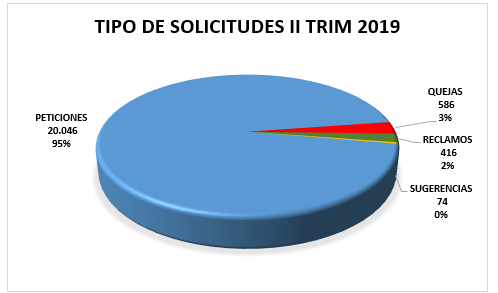 TIPO DE SOLICITUDES II TRIM 2019
PETICIONES
20.046
95%
QUEJAS
586
3%
RECLAMOS
416
2%
SUGERENCIAS
74
0%